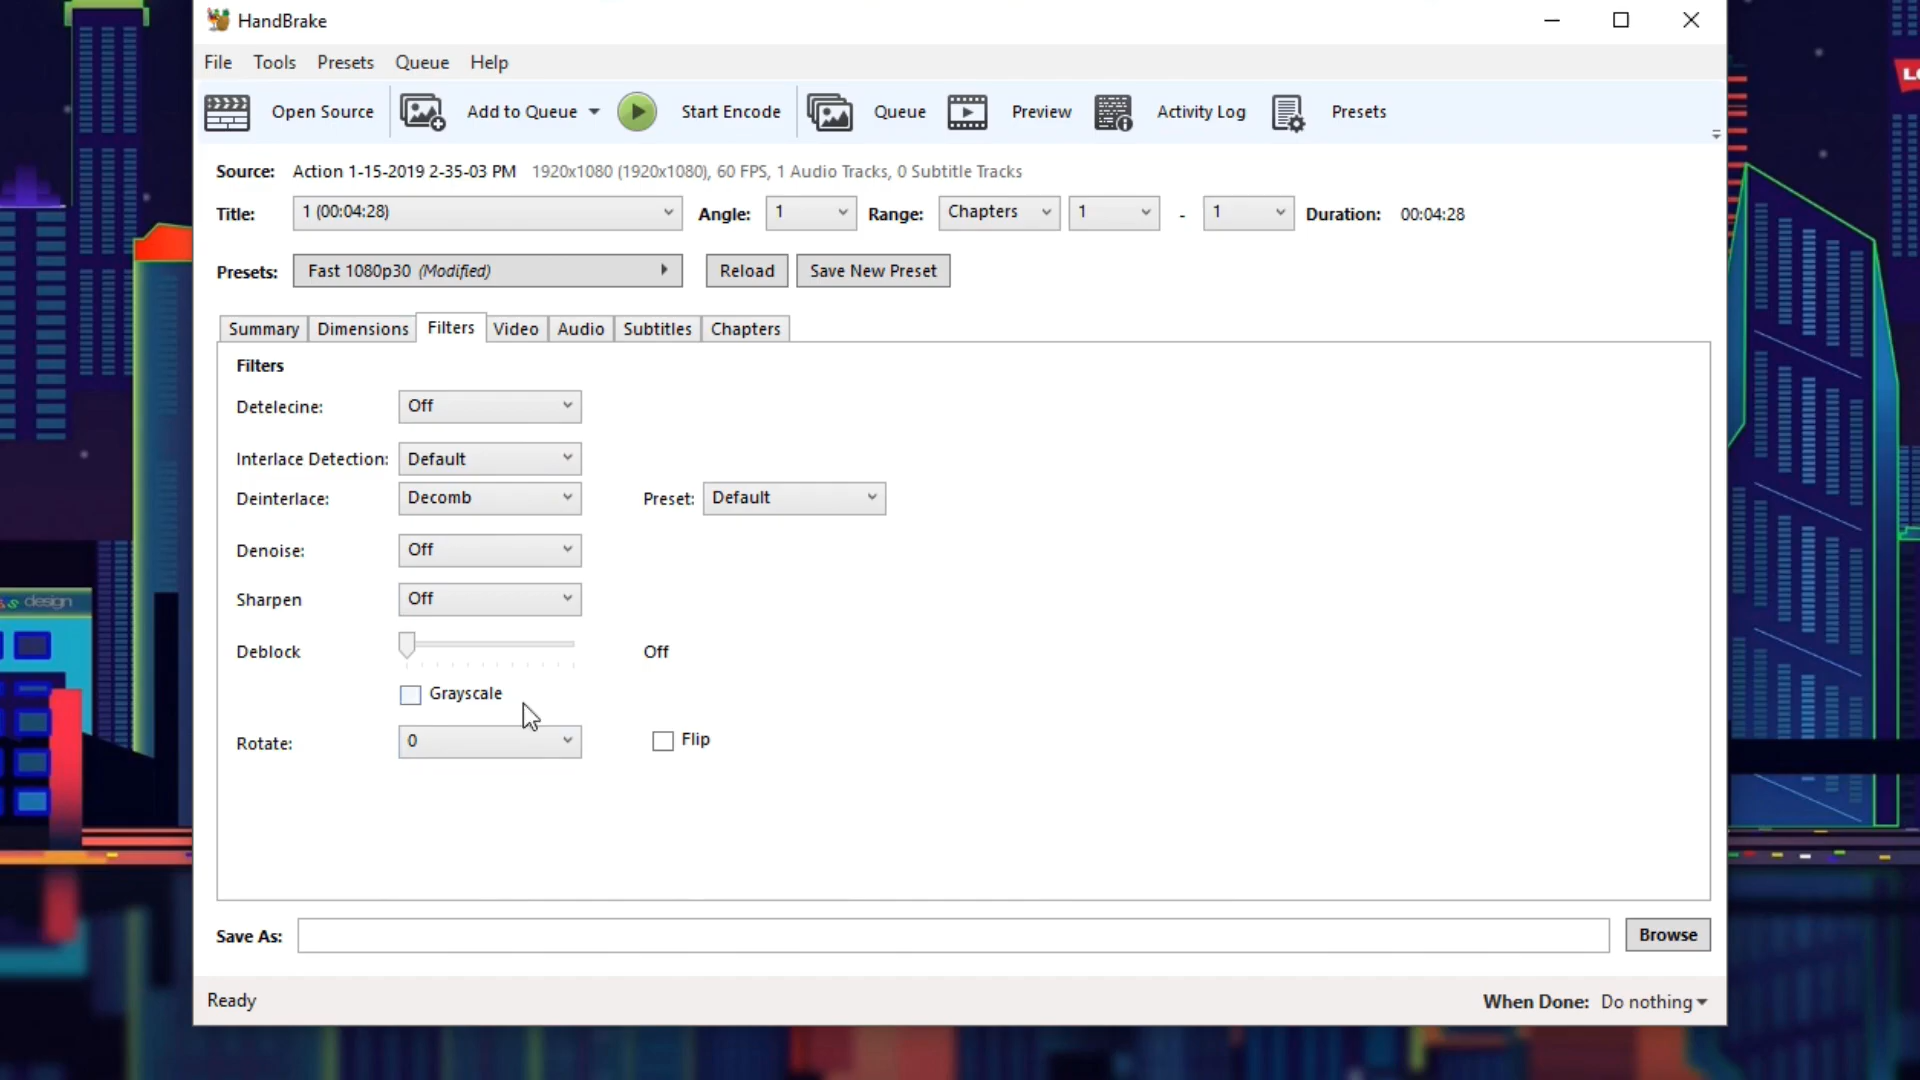 HandBrake
File Tools Presets Queue Help
Open Source Add to Queue Start Encode Queue Preview Activity Log Presets
Source: Action 1-15-2019 2-35-03 PM 1920x1080 (1920x1080), 60 FPS, 1 Audio Tracks, 0 Subtitle Tracks
Title: 1 (00:04:28) Angle: 1 Range: Chapters 1 - 1 Duration: 00:04:28
Presets: Fast 1080p30 (Modified) Reload Save New Preset
Summary Dimensions Filters Video Audio Subtitles Chapters
Filters
Detelecine: Off
Interlace Detection: Default
Deinterlace: Decomb Preset: Default
Denoise: Off
Sharpen Off
design
Deblock Off
Grayscale
Rotate: 0 Flip
Save As: Browse
Ready When Done: Do nothing